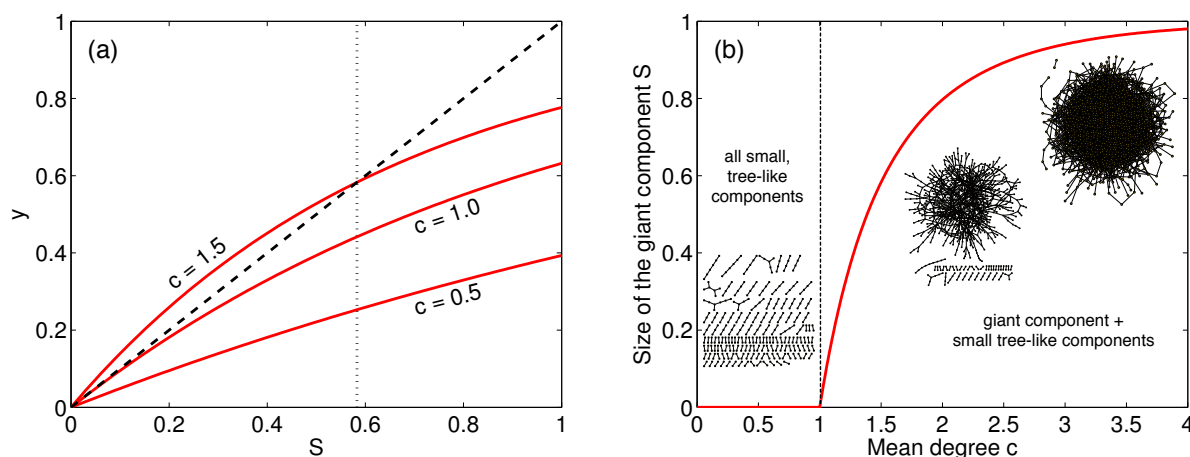 (a)
1
0.8
0.6
0.4
0.2
0
y
c = 1.5
c = 1.0
c = 0.5
0
0.2
0.4
0.6
0.8
1
S
(b)
1
0.8
0.6
0.4
0.2
0
Size of the giant component S
all small,
tree-like
components
giant component +
small tree-like components
0
0.5
1
1.5
2
2.5
3
3.5
4
Mean degree c